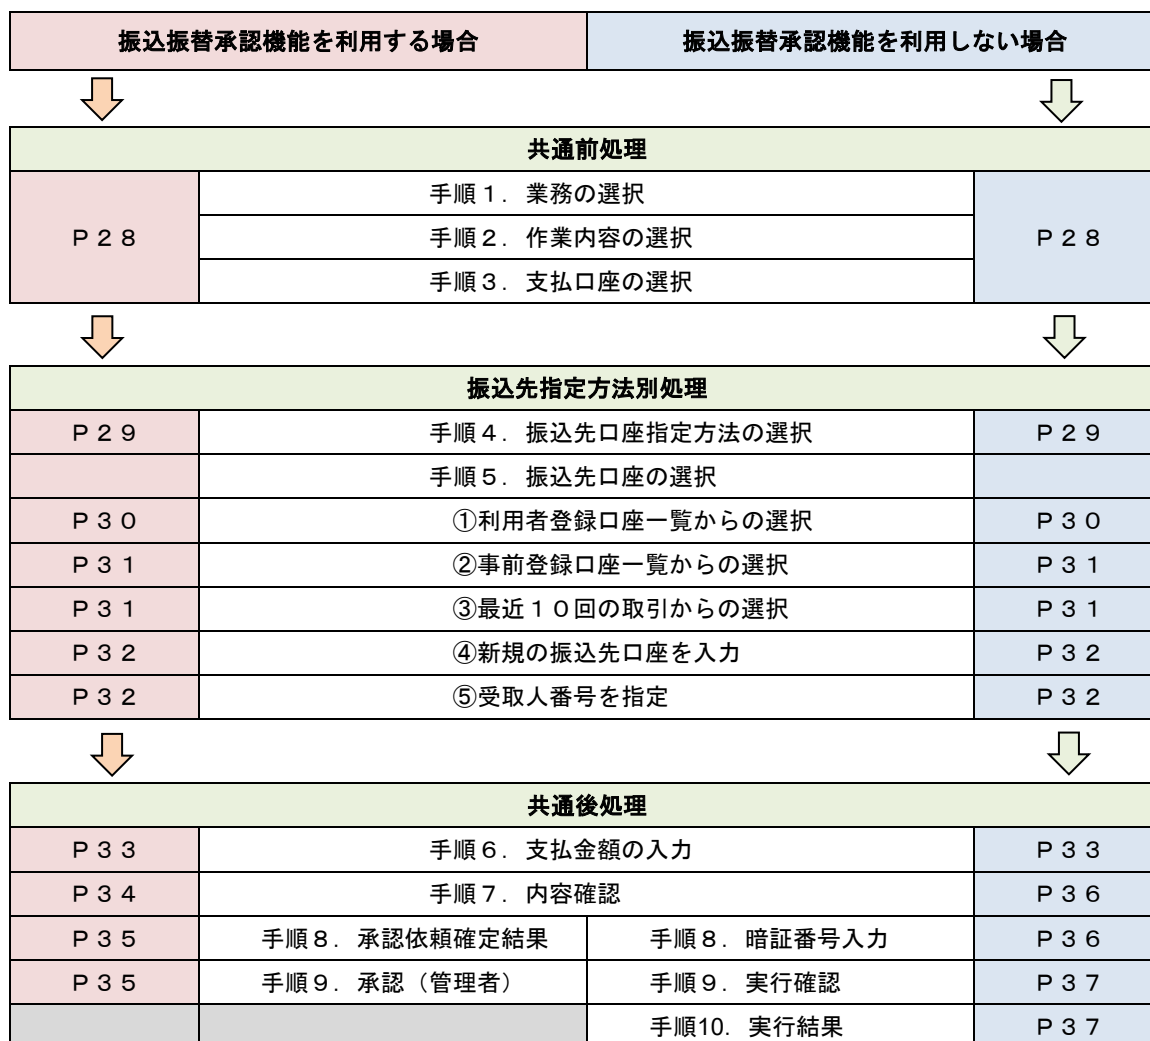 振込振替承認機能を利用する場合 振込振替承認機能を利用しない場合
共通前処理
手順１．業務の選択
Ｐ２８ 手順２．作業内容の選択 Ｐ２８
手順３．支払口座の選択
振込先指定方法別処理
Ｐ２９ 手順４．振込先口座指定方法の選択 Ｐ２９
手順５．振込先口座の選択
Ｐ３０ ①利用者登録口座一覧からの選択 Ｐ３０
Ｐ３１ ②事前登録口座一覧からの選択 Ｐ３１
Ｐ３１ ③最近１０回の取引からの選択 Ｐ３１
Ｐ３２ ④新規の振込先口座を入力 Ｐ３２
Ｐ３２ ⑤受取人番号を指定 Ｐ３２
共通後処理
Ｐ３３ 手順６．支払金額の入力 Ｐ３３
Ｐ３４ 手順７．内容確認 Ｐ３６
Ｐ３５ 手順８．承認依頼確定結果 手順８．暗証番号入力 Ｐ３６
Ｐ３５ 手順９．承認（管理者） 手順９．実行確認 Ｐ３７
手順10．実行結果 Ｐ３７